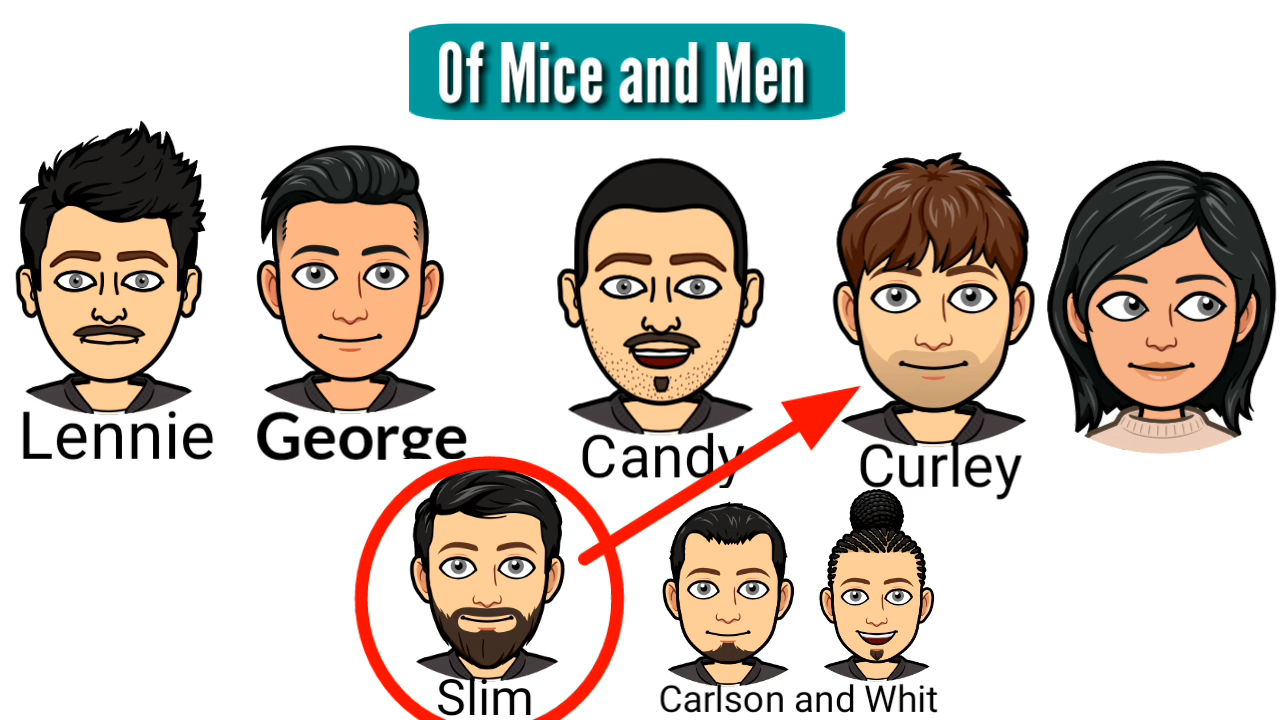 Of Mice and Men
Lennie
George
Candy
Curley
Slim
Carlson and Whit